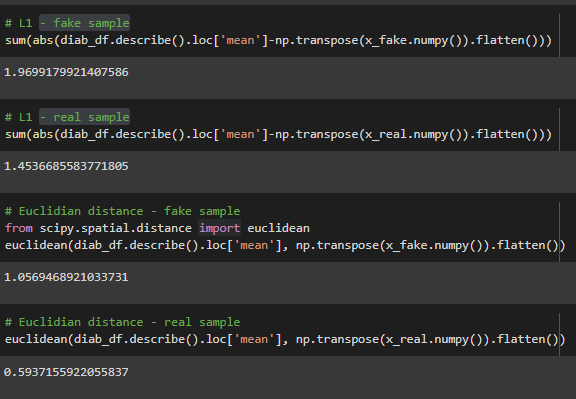 # L1 - fake sample
sum(abs(diab_df.describe().loc['mean']-np.transpose(x_fake.numpy()).flatten()))
1.9699179921407586
# L1 - real sample
sum(abs(diab_df.describe().loc['mean']-np.transpose(x_real.numpy()).flatten()))
1.4536685583771805
# Euclidian distance - fake sample
from scipy.spatial.distance import euclidean
euclidean(diab_df.describe().loc['mean'], np.transpose(x_fake.numpy()).flatten())
1.0569468921033731
# Euclidian distance - real sample
euclidean(diab_df.describe().loc['mean'], np.transpose(x_real.numpy()).flatten())
0.5937155922055837